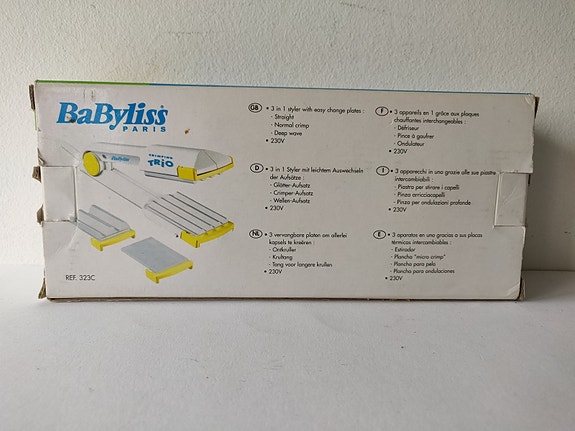 BaByliss
PARIS
BaByliss
CRIMPING
TRIO
REF. 323C
GB • 3 in 1 styler with easy change plates :
- Straight
- Normal crimp
- Deep wave
• 230V
D • 3 in 1 Styler mit leichtem Auswechseln
der Aufsätze :
- Glätter-Aufsatz
- Crimper-Aufsatz
- Wellen-Aufsatz
• 230V
NL • 3 vervangbare platen om allerlei
kapsels te kreëren :
- Ontkruller
- Krultang
- Tang voor langere krullen
• 230V
F • 3 appareils en 1 grâce aux plaques
chauffantes interchangeables :
- Défriseur
- Pince à gaufrer
- Ondulateur
• 230V
I • 3 apparecchi in una grazie alle sue piastre
intercambiabili :
- Piastra per stirare i capelli
- Pinza arricciacapelli
- Pinza per ondulazioni profonde
• 230V
E • 3 aparatos en uno gracias a sus placas
térmicas intercambiables :
- Estirador
- Plancha "micro crimp"
- Plancha para pelo
- Plancha para ondulaciones
• 230V